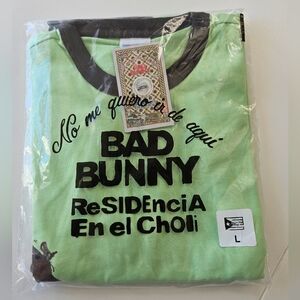 No me quiero ir de aquí
BAD
BUNNY
ReSIDEnciA
En el ChOli
L